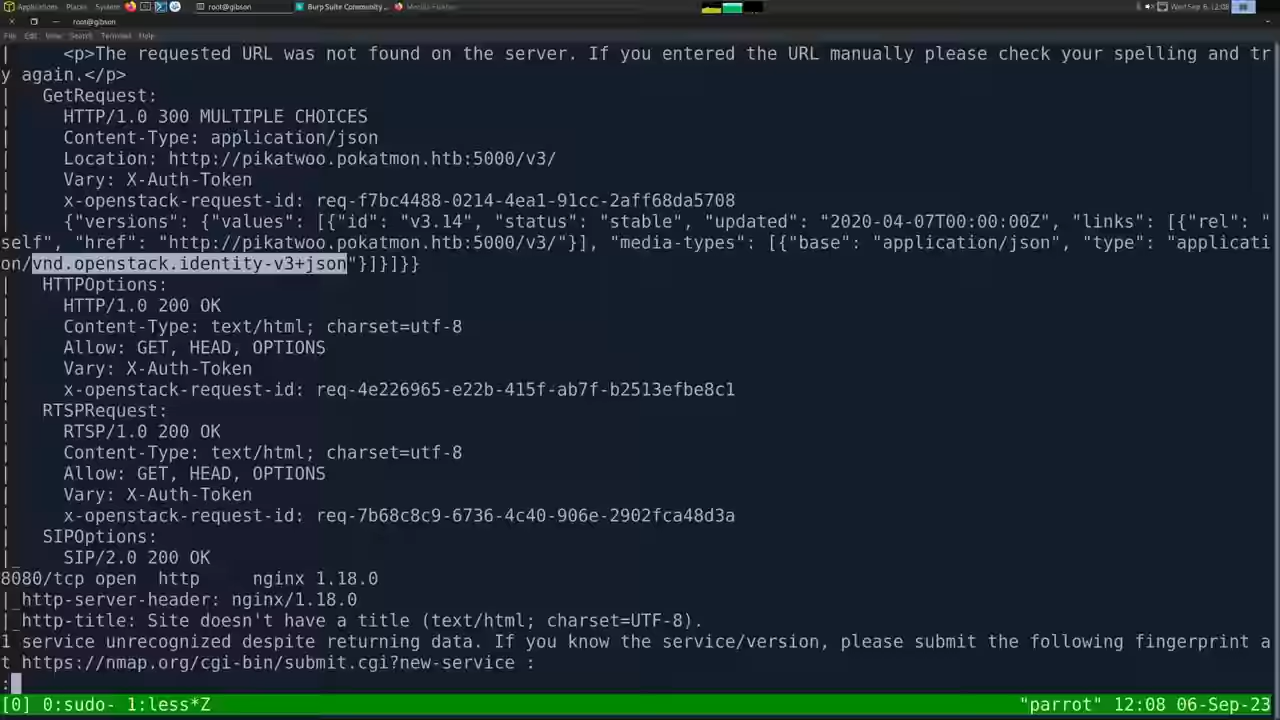 Applications Places System root@gibson Burp Suite Community Wed Sep 6, 12:08
root@gibson
File Edit View Search Terminal Help
| <p>The requested URL was not found on the server. If you entered the URL manually please check your spelling and tr
y again.</p>
| GetRequest:
| HTTP/1.0 300 MULTIPLE CHOICES
| Content-Type: application/json
| Location: http://pikatwoo.pokatmon.htb:5000/v3/
| Vary: X-Auth-Token
| x-openstack-request-id: req-f7bc4488-0214-4ea1-91cc-2aff68da5708
| {"versions": {"values": [{"id": "v3.14", "status": "stable", "updated": "2020-04-07T00:00:00Z", "links": [{"rel": "
self", "href": "http://pikatwoo.pokatmon.htb:5000/v3/"}], "media-types": [{"base": "application/json", "type": "applicati
on/vnd.openstack.identity-v3+json"}]}]}}
| HTTPOptions:
| HTTP/1.0 200 OK
| Content-Type: text/html; charset=utf-8
| Allow: GET, HEAD, OPTIONS
| Vary: X-Auth-Token
| x-openstack-request-id: req-4e226965-e22b-415f-ab7f-b2513efbe8c1
| RTSPRequest:
| RTSP/1.0 200 OK
| Content-Type: text/html; charset=utf-8
| Allow: GET, HEAD, OPTIONS
| Vary: X-Auth-Token
| x-openstack-request-id: req-7b68c8c9-6736-4c40-906e-2902fca48d3a
| SIPOptions:
|_ SIP/2.0 200 OK
8080/tcp open http nginx 1.18.0
|_http-server-header: nginx/1.18.0
|_http-title: Site doesn't have a title (text/html; charset=UTF-8).
1 service unrecognized despite returning data. If you know the service/version, please submit the following fingerprint a
t https://nmap.org/cgi-bin/submit.cgi?new-service :
:
[0] 0:sudo- 1:less*Z "parrot" 12:08 06-Sep-23